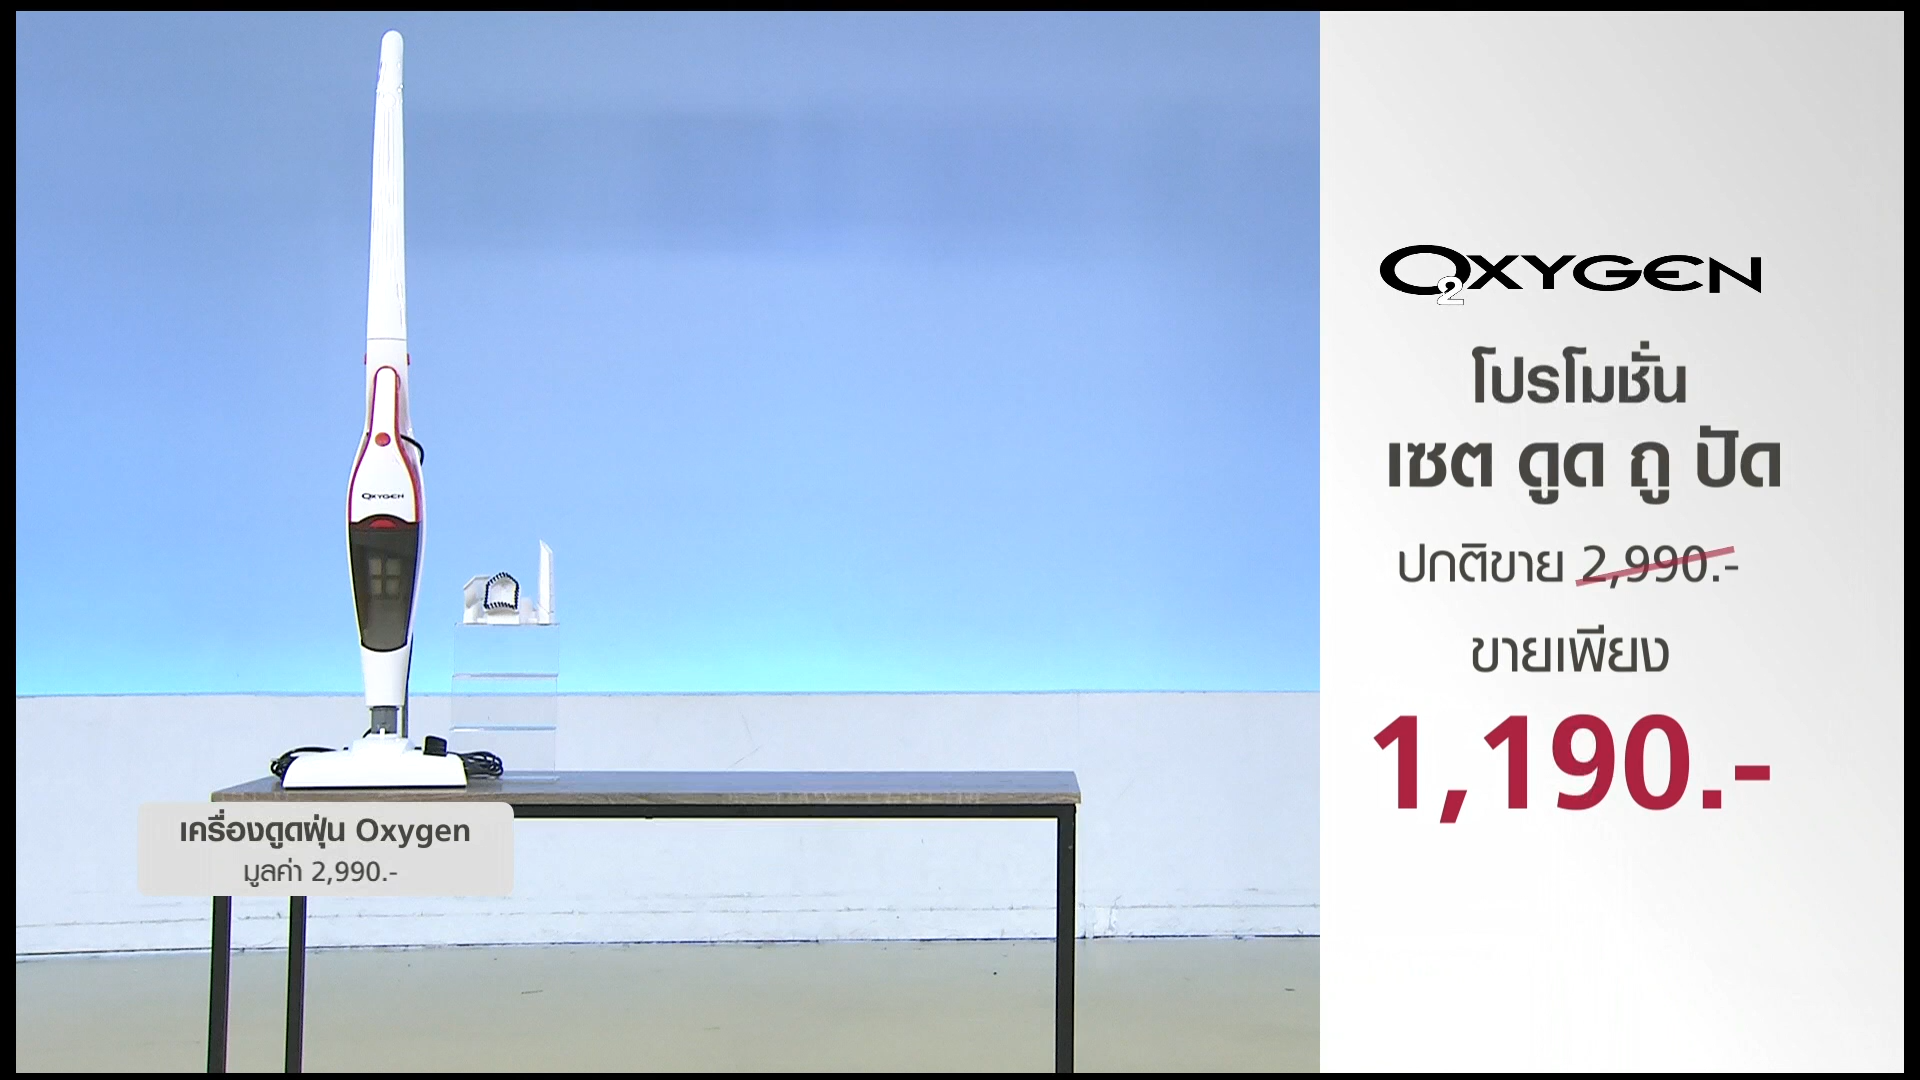 O2XYGEN
โปรโมชั่น
เซต ดูด ถู ปัด
ปกติขาย 2,990.-
ขายเพียง
1,190.-
OXYGEN
เครื่องดูดฝุ่น Oxygen
มูลค่า 2,990.-